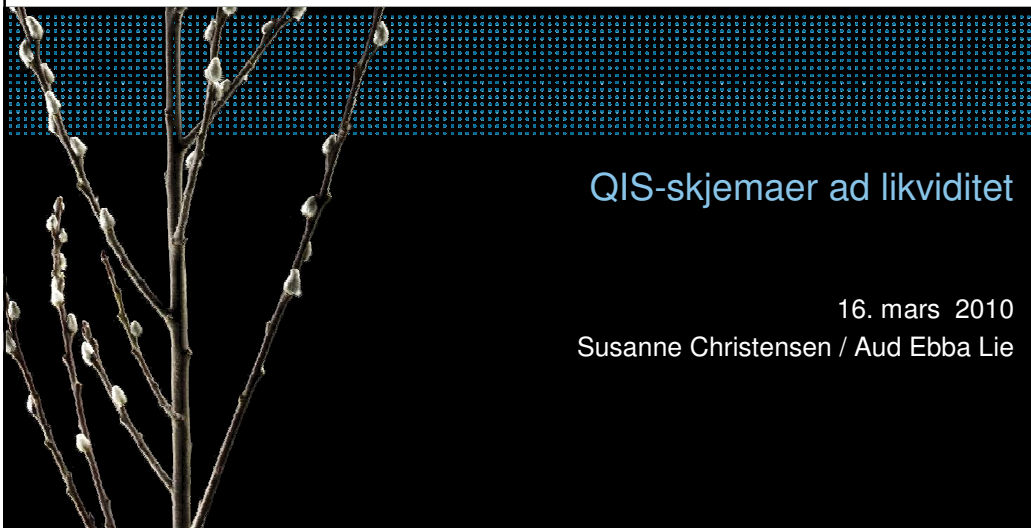 QIS-skjemaer ad likviditet
16. mars 2010
Susanne Christensen / Aud Ebba Lie